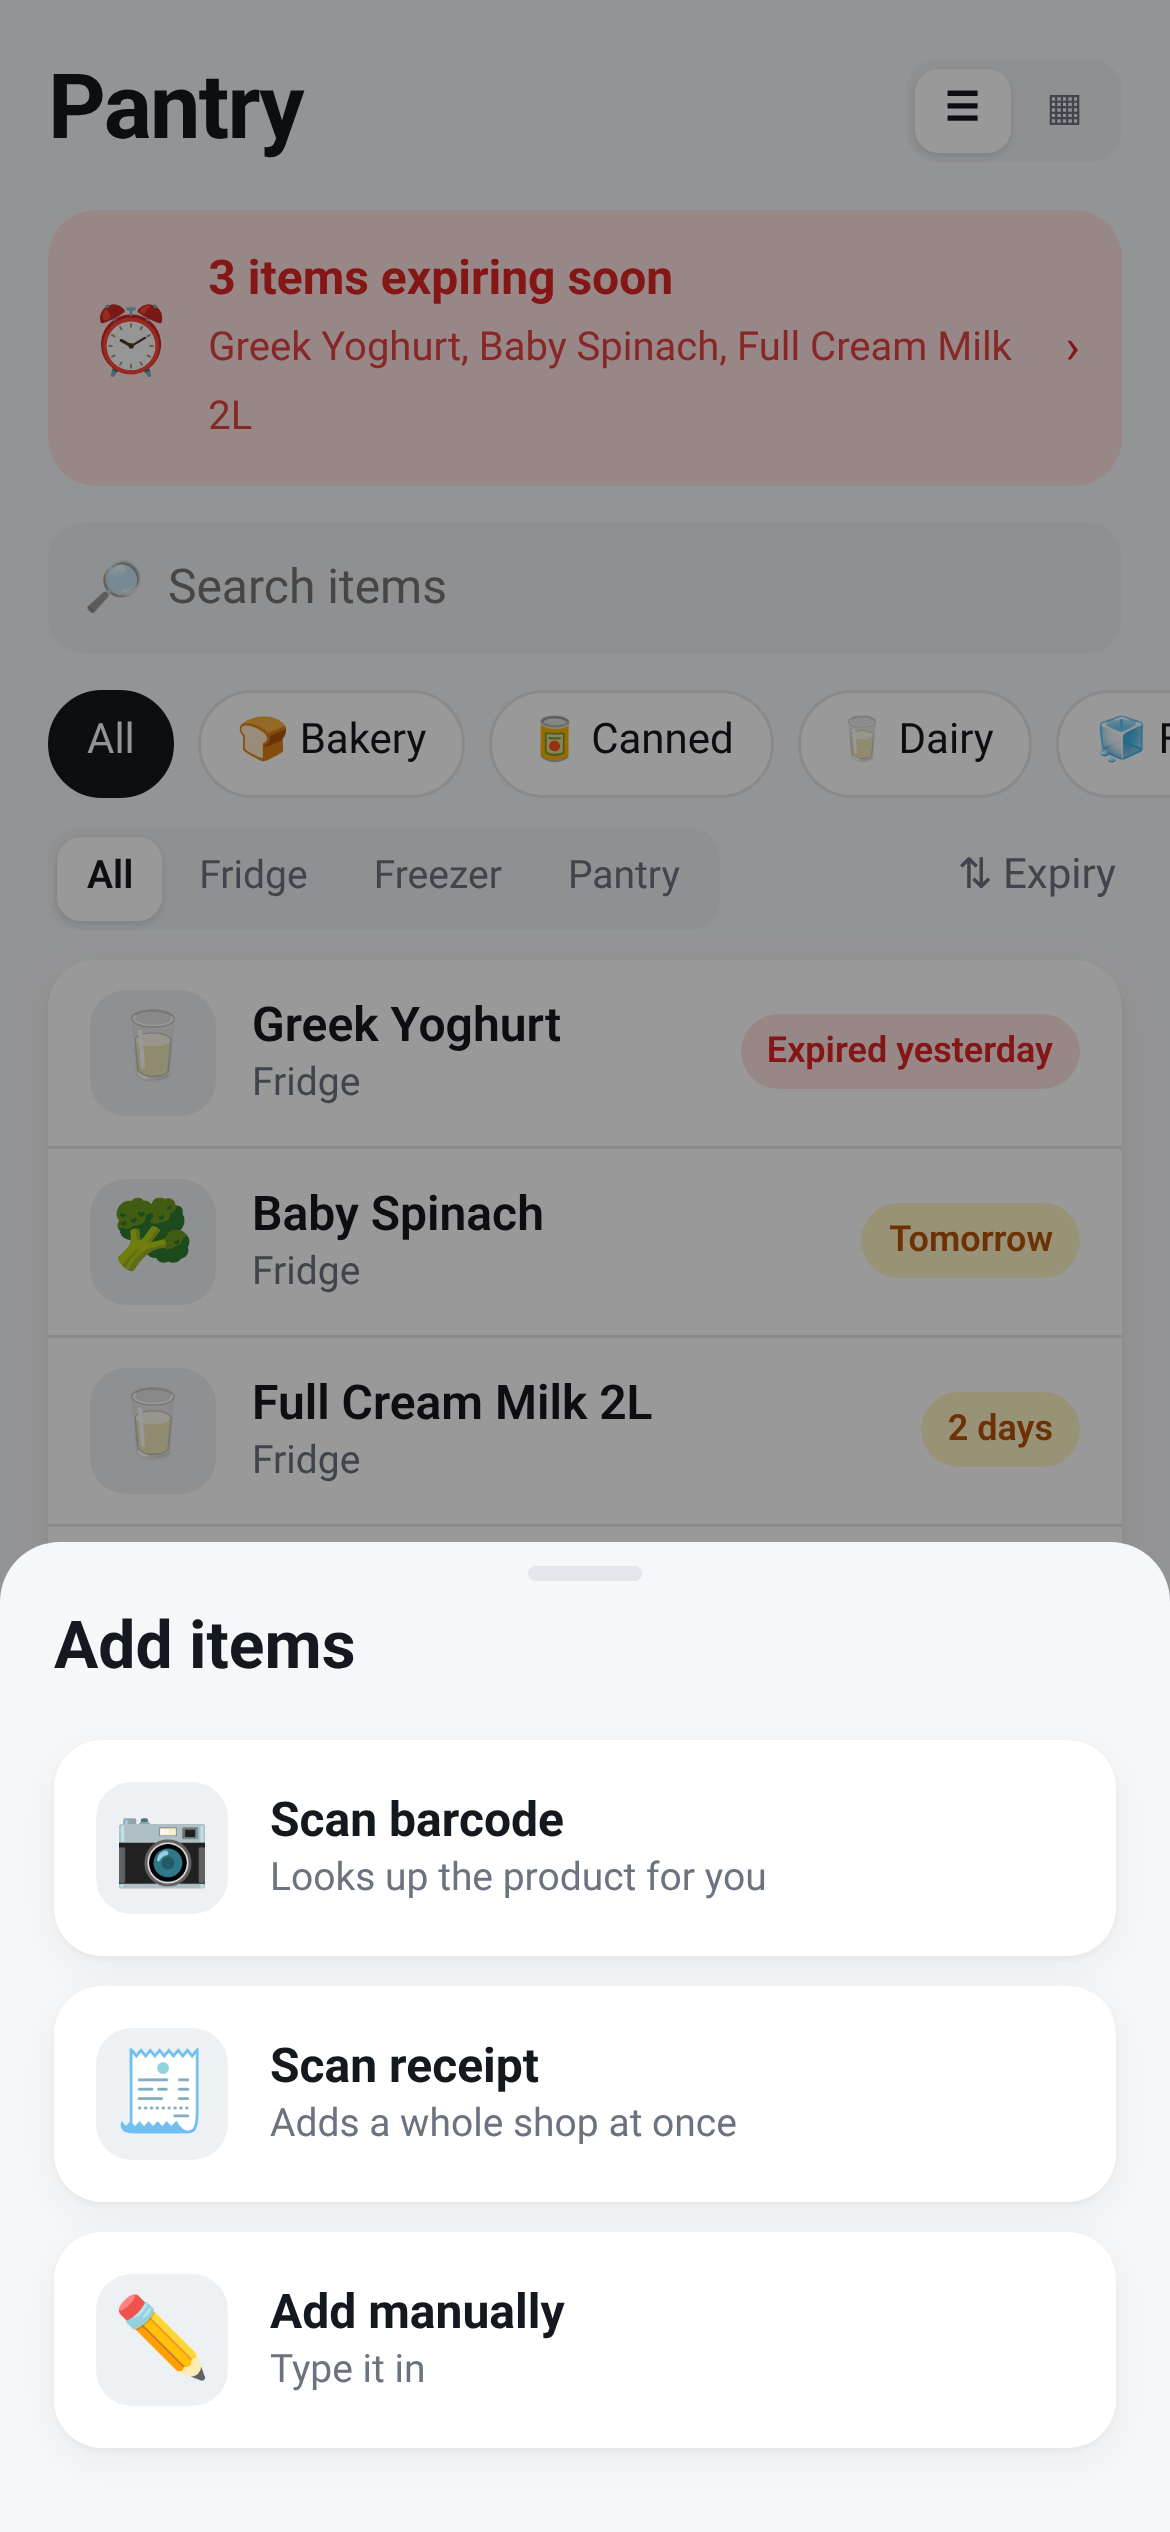 Pantry
3 items expiring soon
Greek Yoghurt, Baby Spinach, Full Cream Milk
2L
Search items
All
Bakery
Canned
Dairy
All
Fridge
Freezer
Pantry
Expiry
Greek Yoghurt
Fridge
Expired yesterday
Baby Spinach
Fridge
Tomorrow
Full Cream Milk 2L
Fridge
2 days
Add items
Scan barcode
Looks up the product for you
Scan receipt
Adds a whole shop at once
Add manually
Type it in